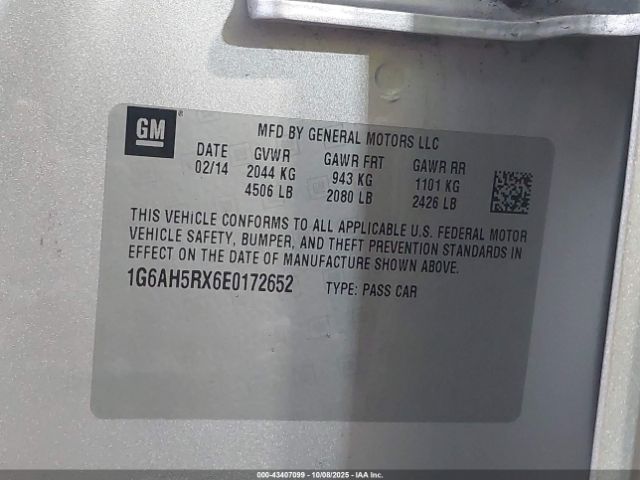 GM ®
MFD BY GENERAL MOTORS LLC
DATE GVWR GAWR FRT GAWR RR
02/14 2044 KG 943 KG 1101 KG
4506 LB 2080 LB 2426 LB
THIS VEHICLE CONFORMS TO ALL APPLICABLE U.S. FEDERAL MOTOR
VEHICLE SAFETY, BUMPER, AND THEFT PREVENTION STANDARDS IN
EFFECT ON THE DATE OF MANUFACTURE SHOWN ABOVE.
1G6AH5RX6E0172652 TYPE: PASS CAR
000-43407099 - 10/08/2025 - IAA Inc.